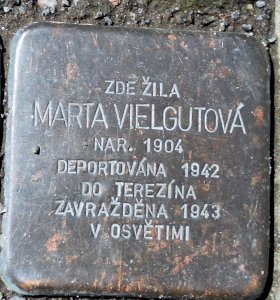 ZDE ŽILA
MARTA VIELGUTOVÁ
NAR. 1904
DEPORTOVÁNA 1942
DO TEREZÍNA
ZAVRAŽDĚNA 1943
V OSVĚTIMI